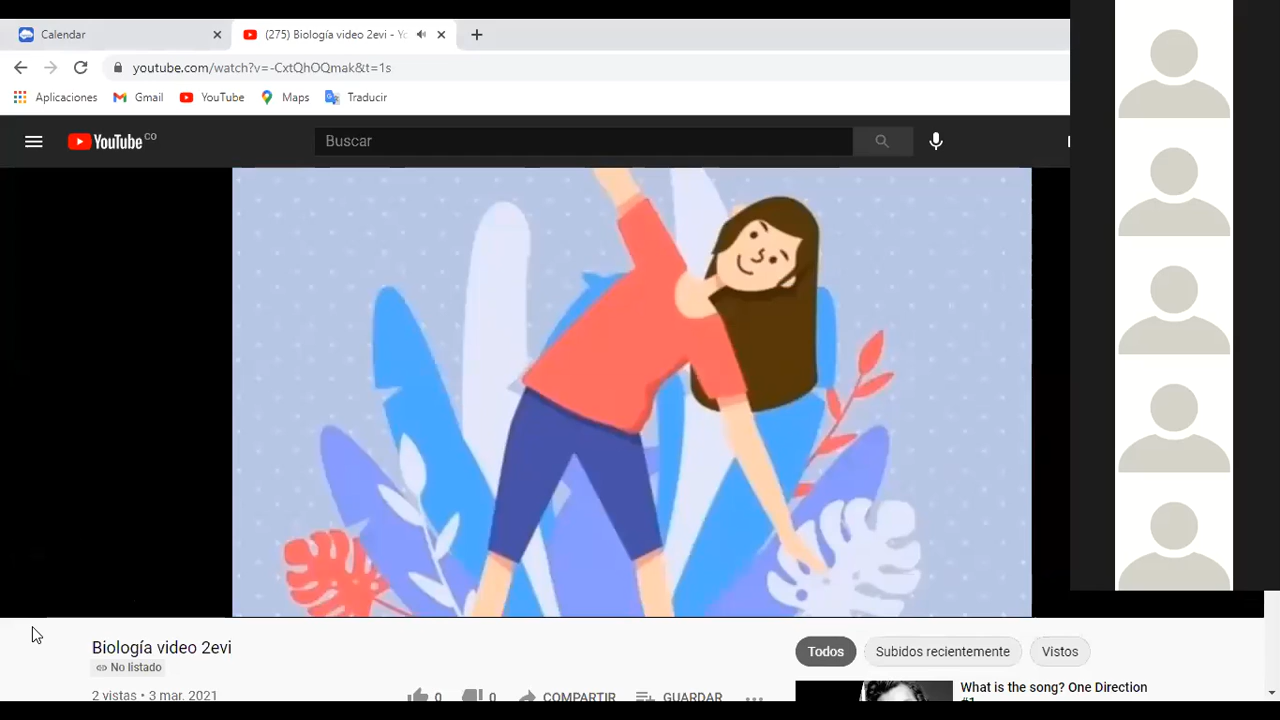 Calendar
(275) Biología video 2evi - Yo
youtube.com/watch?v=-CxtQhOQmak&t=1s
Aplicaciones Gmail YouTube Maps Traducir
YouTube CO
Buscar
Biología video 2evi
No listado
2 vistas • 3 mar. 2021
0 0 COMPARTIR GUARDAR
Todos Subidos recientemente Vistos
What is the song? One Direction
#1